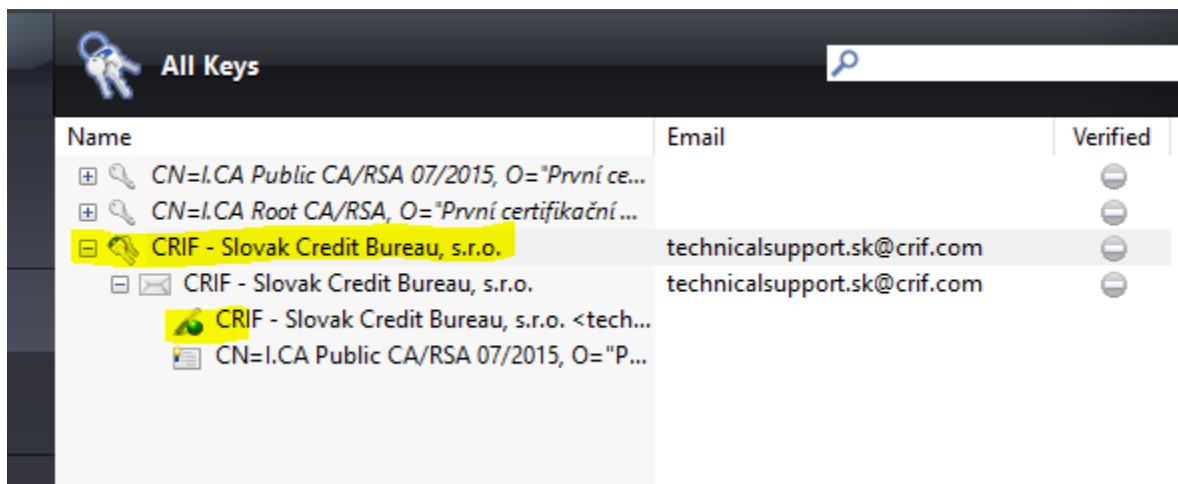 All Keys
Name Email Verified
CN=I.CA Public CA/RSA 07/2015, O="První ce...
CN=I.CA Root CA/RSA, O="První certifikační ...
CRIF - Slovak Credit Bureau, s.r.o. technicalsupport.sk@crif.com
CRIF - Slovak Credit Bureau, s.r.o. technicalsupport.sk@crif.com
CRIF - Slovak Credit Bureau, s.r.o. <tech...
CN=I.CA Public CA/RSA 07/2015, O="P...